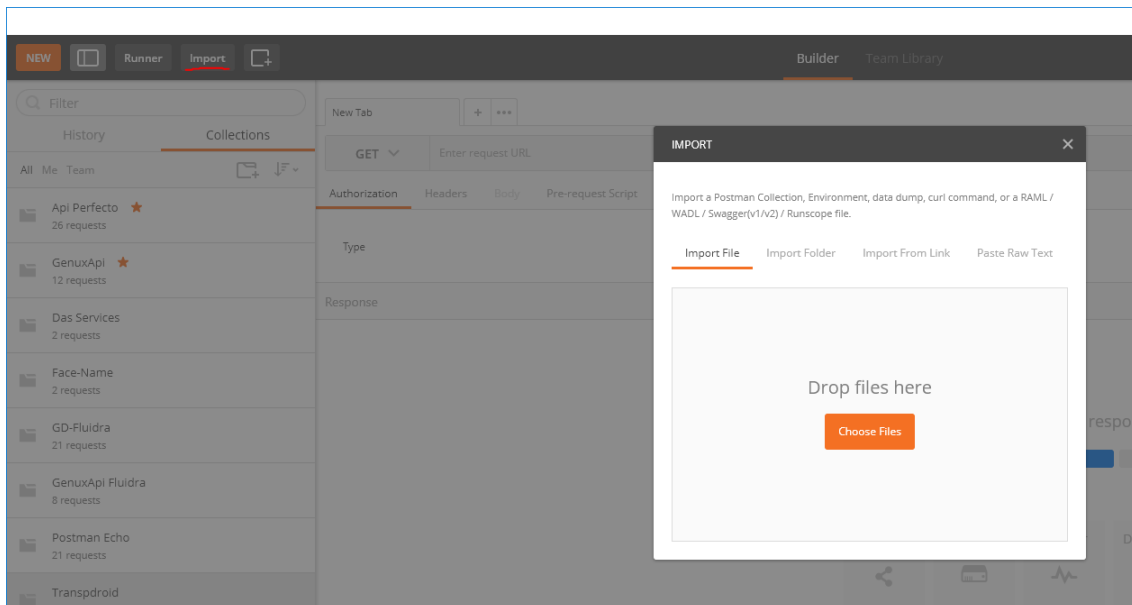 NEW
Runner
Import
Builder
Team Library
Filter
History
Collections
All Me Team
Api Perfecto
26 requests
GenuxApi
12 requests
Das Services
2 requests
Face-Name
2 requests
GD-Fluidra
21 requests
GenuxApi Fluidra
8 requests
Postman Echo
21 requests
Transpdroid
New Tab
GET
Enter request URL
Authorization
Headers
Body
Pre-request Script
Type
Response
IMPORT
Import a Postman Collection, Environment, data dump, curl command, or a RAML /
WADL / Swagger(v1/v2) / Runscope file.
Import File
Import Folder
Import From Link
Paste Raw Text
Drop files here
Choose Files
respo
D